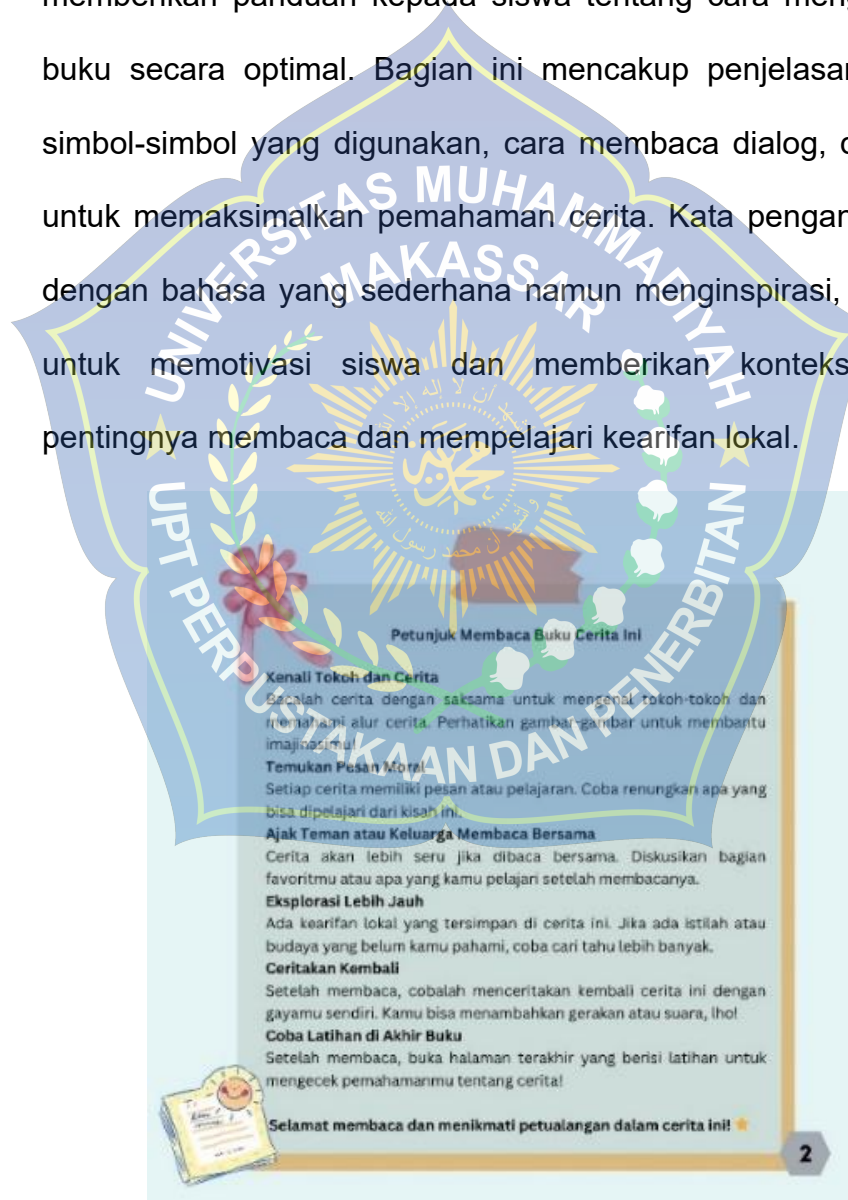 memberikan panduan kepada siswa tentang cara meng
buku secara optimal. Bagian ini mencakup penjelasan
simbol-simbol yang digunakan, cara membaca dialog, d
untuk memaksimalkan pemahaman cerita. Kata pengan
dengan bahasa yang sederhana namun menginspirasi,
untuk memotivasi siswa dan memberikan konteks
pentingnya membaca dan mempelajari kearifan lokal.
UNIVERSITAS MUHAMMADIYAH
MAKASSAR
UPT PERPUSTAKAAN DAN PENERBITAN
Petunjuk Membaca Buku Cerita Ini
Kenali Tokoh dan Cerita
Bacalah cerita dengan saksama untuk mengenal tokoh-tokoh dan
memahami alur cerita. Perhatikan gambar-gambar untuk membantu
imajinasimu!
Temukan Pesan Moral
Setiap cerita memiliki pesan atau pelajaran. Coba renungkan apa yang
bisa dipelajari dari kisah ini.
Ajak Teman atau Keluarga Membaca Bersama
Cerita akan lebih seru jika dibaca bersama. Diskusikan bagian
favoritmu atau apa yang kamu pelajari setelah membacanya.
Eksplorasi Lebih Jauh
Ada kearifan lokal yang tersimpan di cerita ini. Jika ada istilah atau
budaya yang belum kamu pahami, coba cari tahu lebih banyak.
Ceritakan Kembali
Setelah membaca, cobalah menceritakan kembali cerita ini dengan
gayamu sendiri. Kamu bisa menambahkan gerakan atau suara, lho!
Coba Latihan di Akhir Buku
Setelah membaca, buka halaman terakhir yang berisi latihan untuk
mengecek pemahamanmu tentang cerita!
Selamat membaca dan menikmati petualangan dalam cerita ini!
2